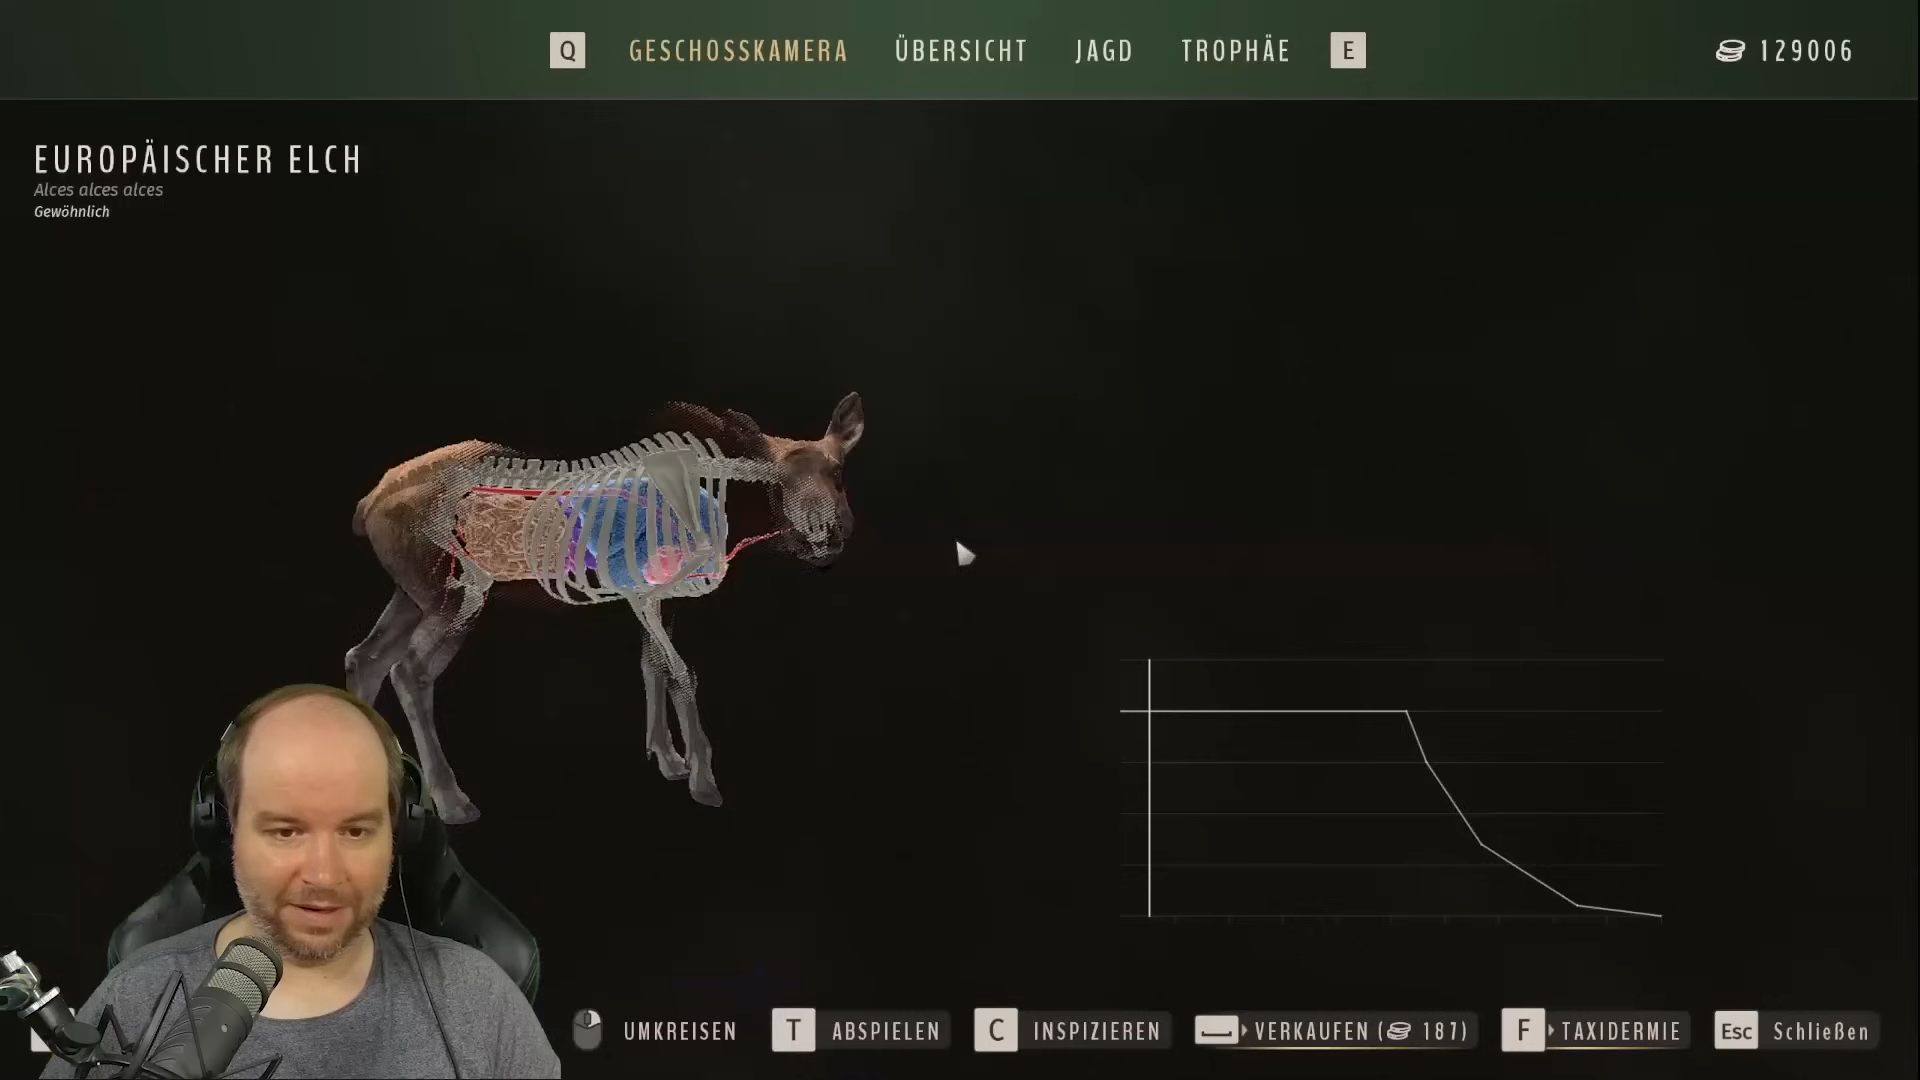 Q GESCHOSSKAMERA ÜBERSICHT JAGD TROPHÄE E 129006
EUROPÄISCHER ELCH
Alces alces alces
Gewöhnlich
UMKREISEN T ABSPIELEN C INSPIZIEREN VERKAUFEN ( 187) F TAXIDERMIE Esc Schließen